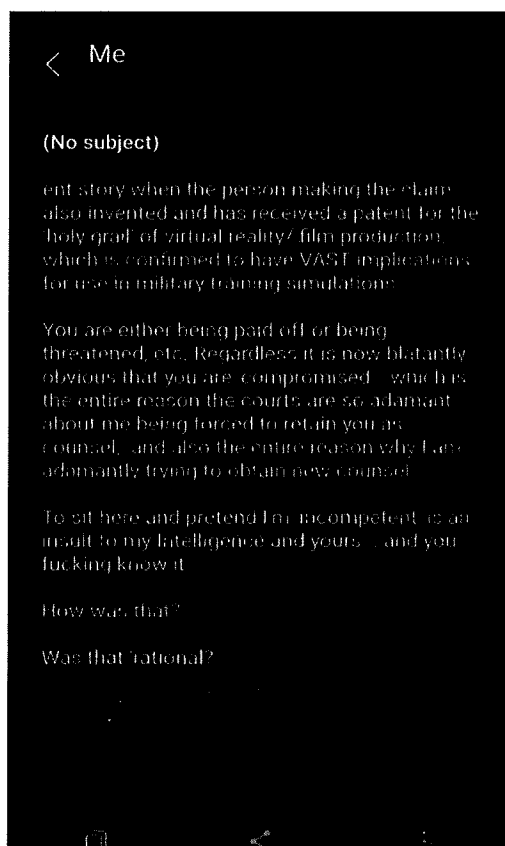 Me
(No subject)
ent story when the person making the claim
also invented and has received a patent for the
'holy grail' of virtual reality/ film production,
which is confirmed to have VAST implications
for use in military training simulations
You are either being paid off or being
threatened, etc. Regardless it is now blatantly
obvious that you are 'compromised'... which is
the entire reason the courts are so adamant
about me being forced to retain you as
counsel, and also the entire reason why I am
adamantly trying to obtain new counsel
To sit here and pretend I'm 'incompetent' is an
insult to my Intelligence and yours... and you
fucking know it
How was that?
Was that 'rational'?